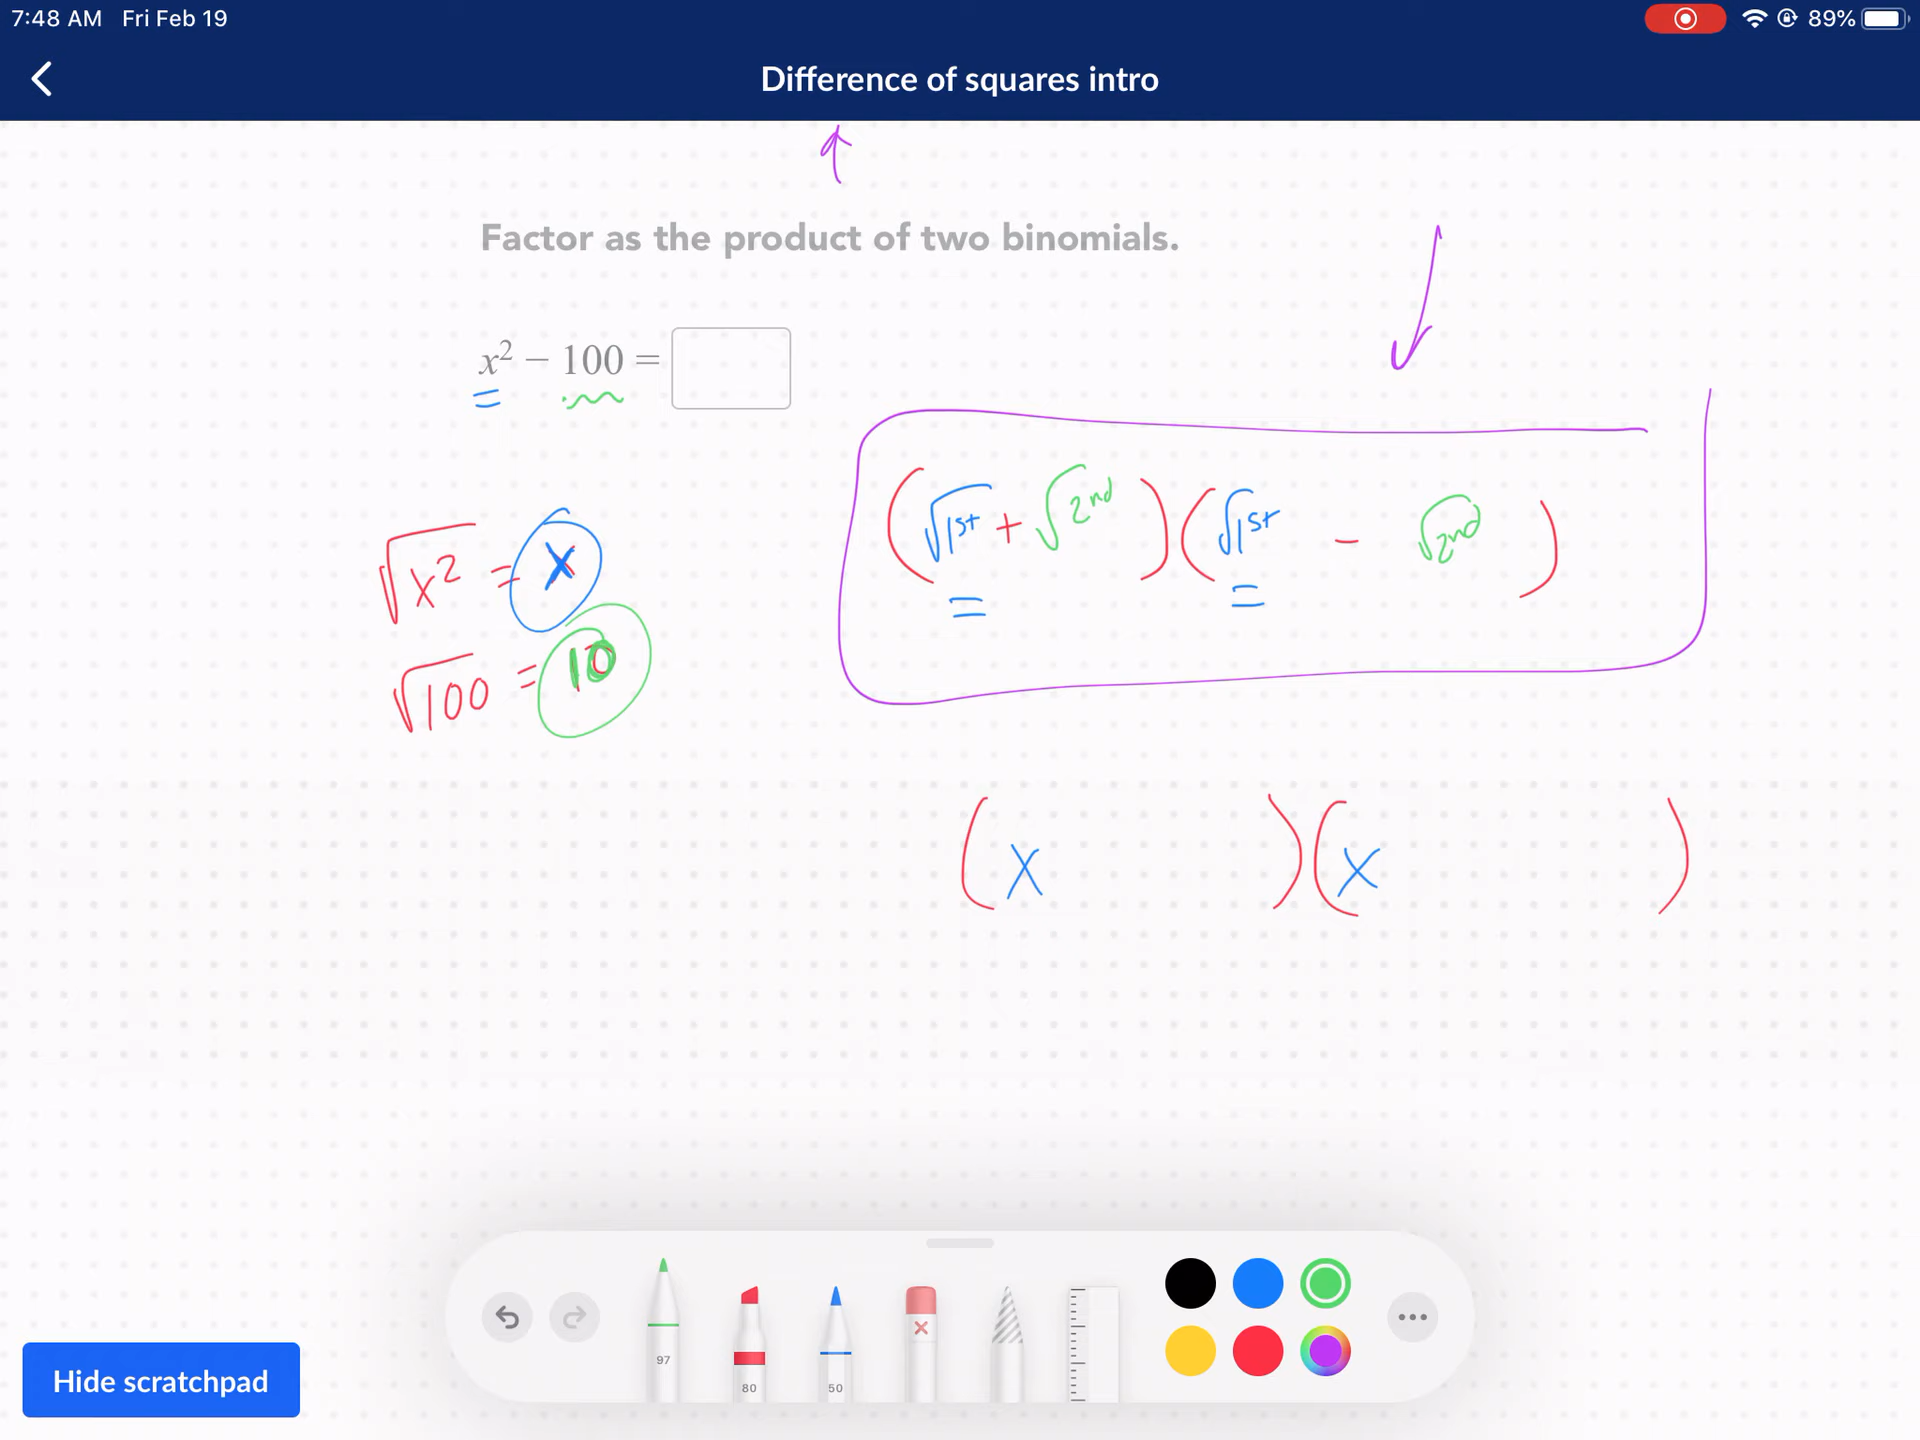 7:48 AM Fri Feb 19 89%
Difference of squares intro
Factor as the product of two binomials.
x² − 100 =
(√1st + √2nd)(√1st − √2nd)
√x² = x
√100 = 10
(x )(x )
97 80 50
Hide scratchpad